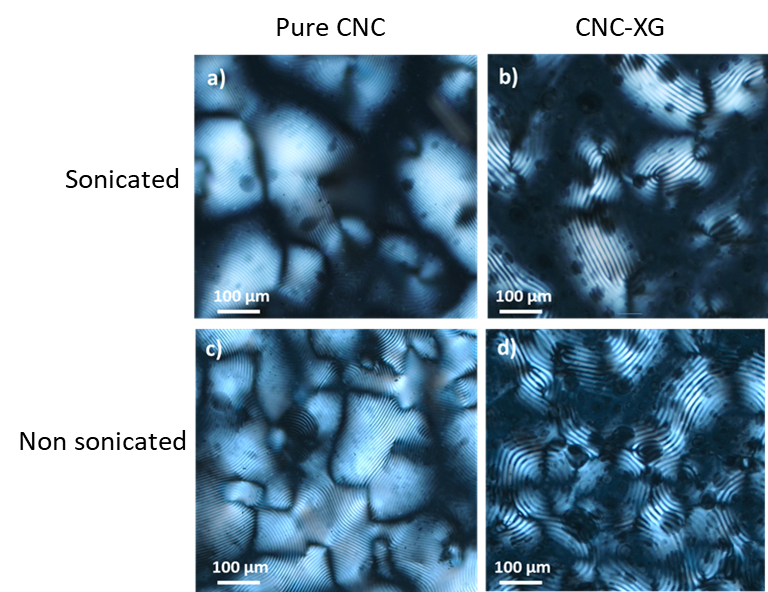 Pure CNC
CNC-XG
Sonicated
a)
b)
100 µm
100 µm
Non sonicated
c)
d)
100 µm
100 µm